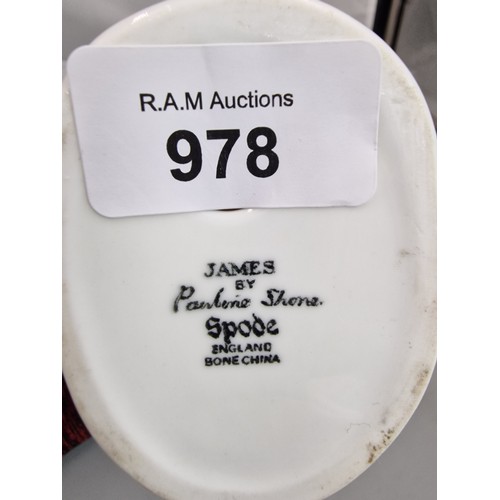 R.A.M Auctions
978
JAMES
BY
Pauline Shone.
Spode
ENGLAND
BONE CHINA